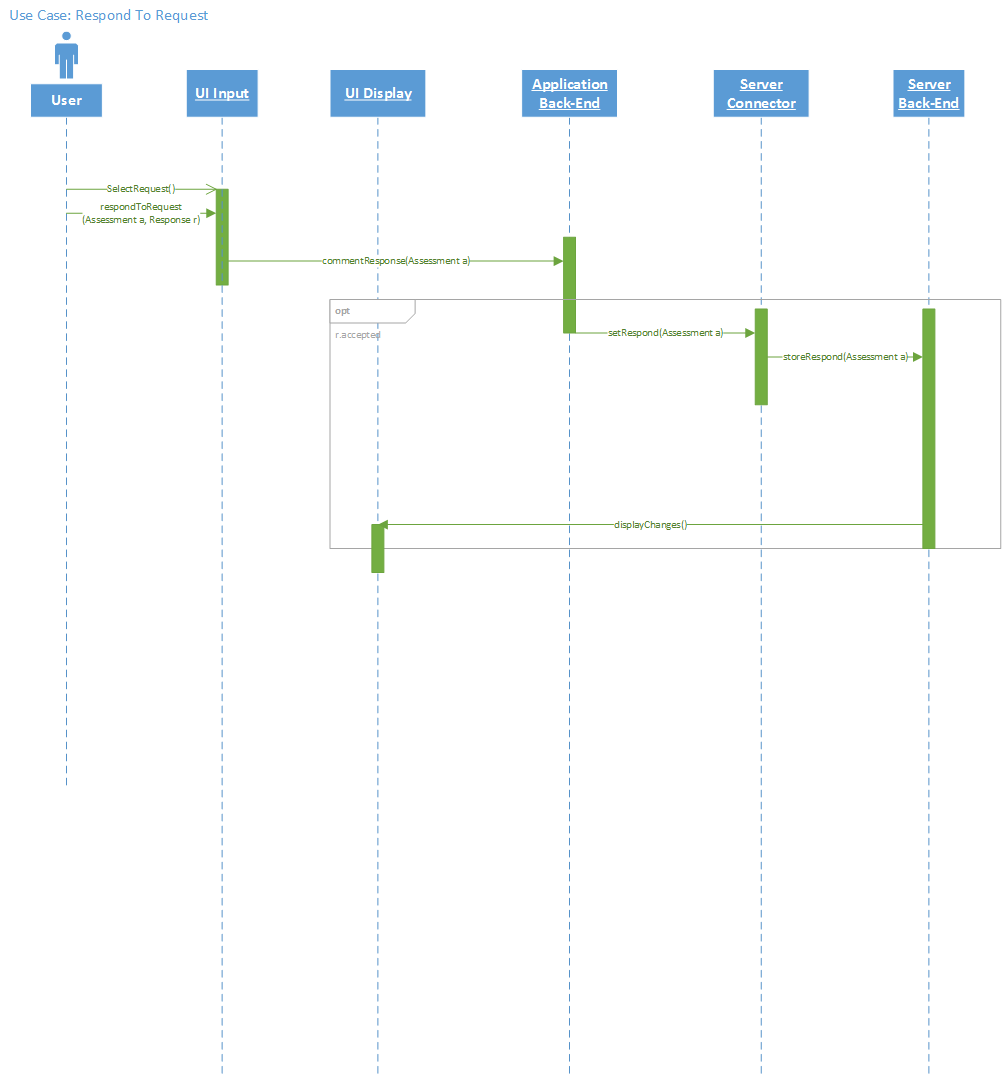 Use Case: Respond To Request
User
UI Input
UI Display
Application
Back-End
Server
Connector
Server
Back-End
SelectRequest()
respondToRequest
(Assessment a, Response r)
commentResponse(Assessment a)
opt
r.accepted
setRespond(Assessment a)
storeRespond(Assessment a)
displayChanges()